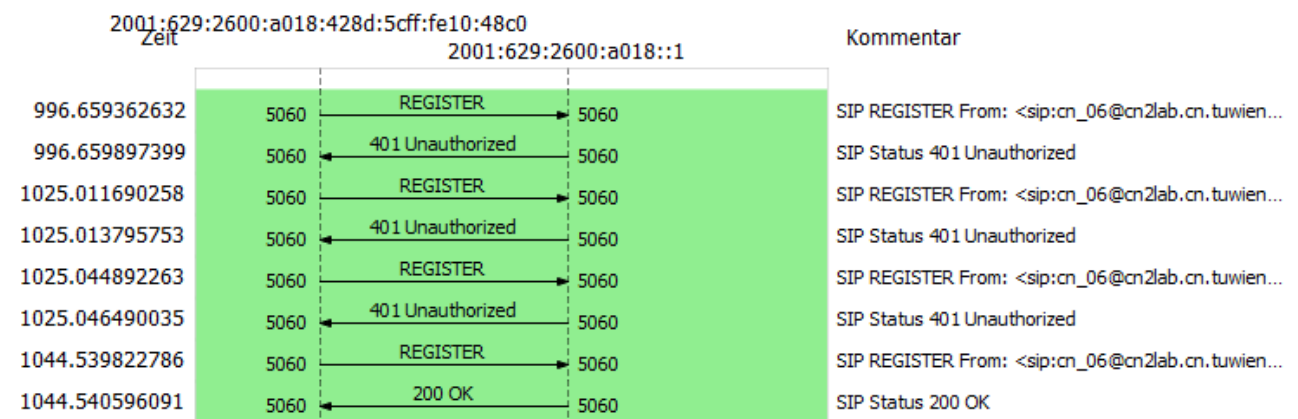 2001:629:2600:a018:428d:5cff:fe10:48c0
Zeit 2001:629:2600:a018::1 Kommentar
REGISTER
996.659362632 5060 5060 SIP REGISTER From: <sip:cn_06@cn2lab.cn.tuwien...
401 Unauthorized
996.659897399 5060 5060 SIP Status 401 Unauthorized
REGISTER
1025.011690258 5060 5060 SIP REGISTER From: <sip:cn_06@cn2lab.cn.tuwien...
401 Unauthorized
1025.013795753 5060 5060 SIP Status 401 Unauthorized
REGISTER
1025.044892263 5060 5060 SIP REGISTER From: <sip:cn_06@cn2lab.cn.tuwien...
401 Unauthorized
1025.046490035 5060 5060 SIP Status 401 Unauthorized
REGISTER
1044.539822786 5060 5060 SIP REGISTER From: <sip:cn_06@cn2lab.cn.tuwien...
200 OK
1044.540596091 5060 5060 SIP Status 200 OK